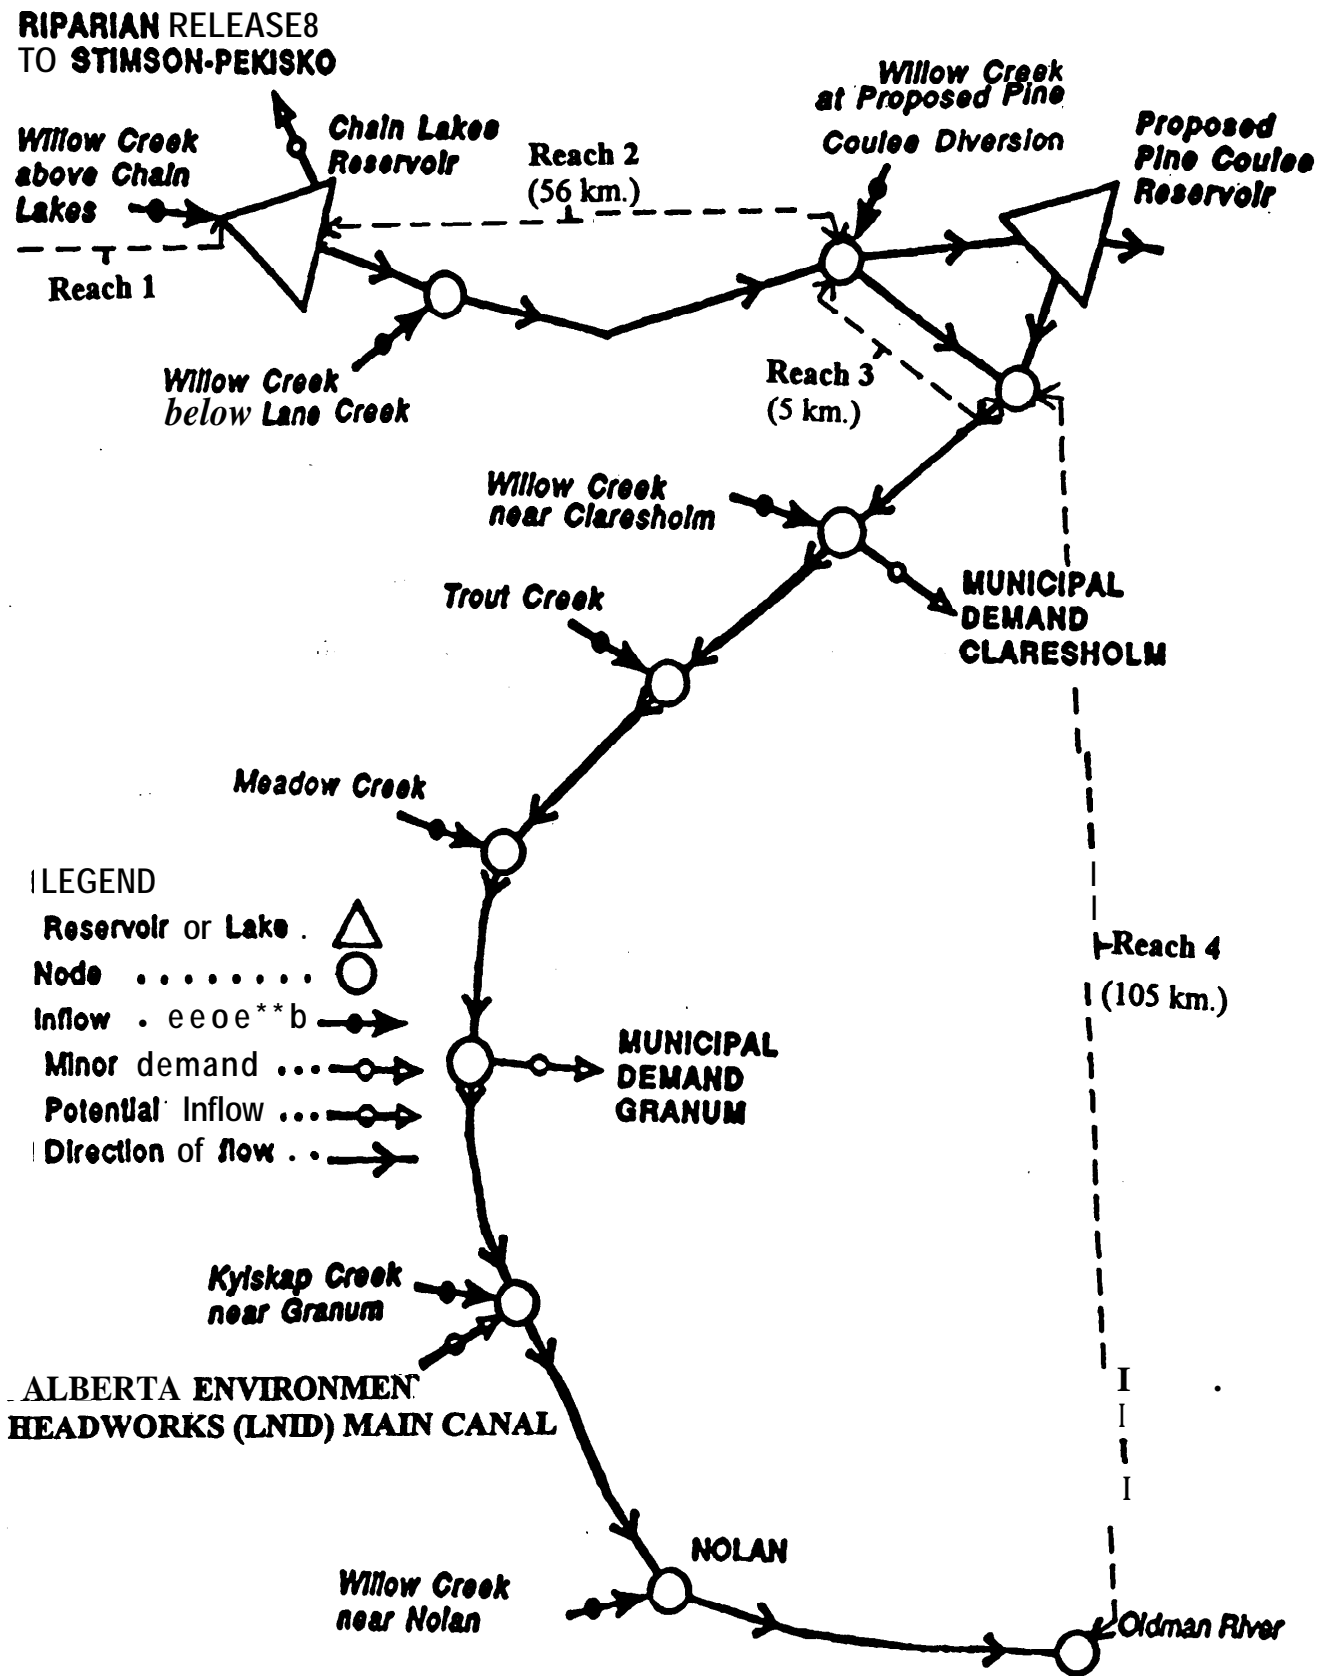 RIPARIAN RELEASE8
TO STIMSON-PEKISKO
Willow Creek
above Chain
Lakes
Chain Lakes
Reservoir
Reach 1
Reach 2
(56 km.)
Willow Creek
at Proposed Pine
Coulee Diversion
Proposed
Pine Coulee
Reservoir
Willow Creek
below Lane Creek
Reach 3
(5 km.)
Willow Creek
near Claresholm
MUNICIPAL
DEMAND
CLARESHOLM
Trout Creek
Meadow Creek
LEGEND
Reservoir or Lake .
Node . . . . . . . .
Inflow . eeoe**b
Minor demand ...
Potential Inflow ...
Direction of flow . .
Reach 4
(105 km.)
MUNICIPAL
DEMAND
GRANUM
Kyiskap Creek
near Granum
ALBERTA ENVIRONMEN
HEADWORKS (LNID) MAIN CANAL
NOLAN
Willow Creek
near Nolan
Oldman River